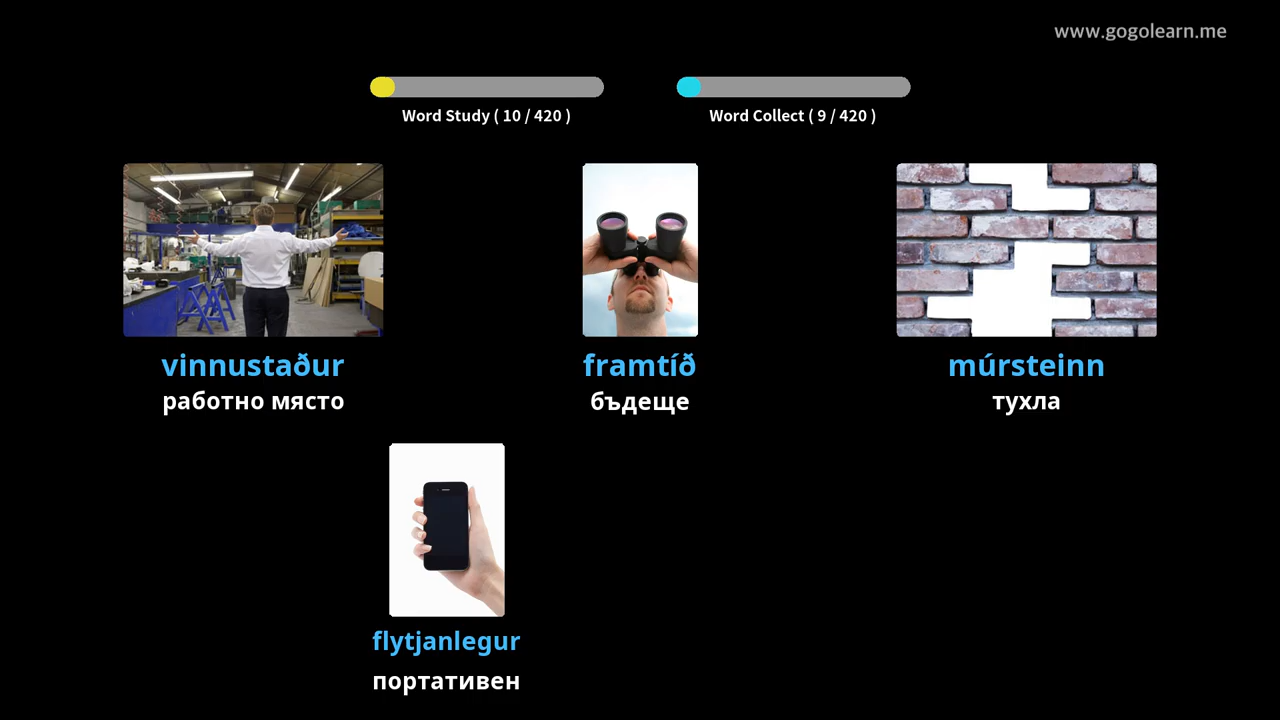 www.gogolearn.me
Word Study ( 10 / 420 )
Word Collect ( 9 / 420 )
vinnustaður
работно място
framtíð
бъдеще
múrsteinn
тухла
flytjanlegur
портативен